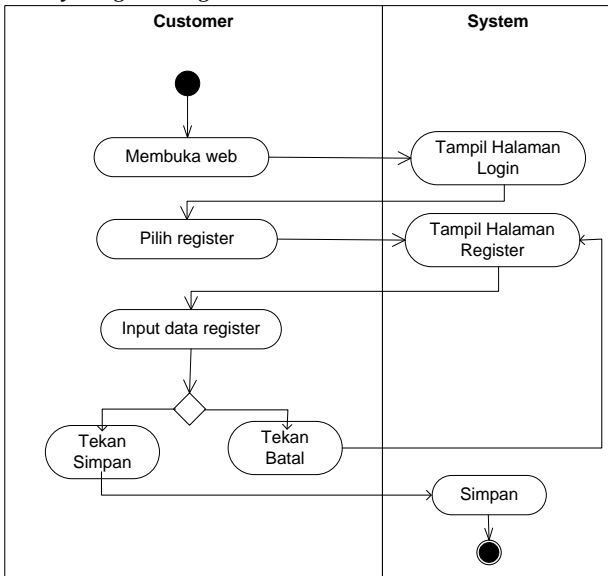 Customer
System
Membuka web
Tampil Halaman
Login
Pilih register
Tampil Halaman
Register
Input data register
Tekan
Simpan
Tekan
Batal
Simpan